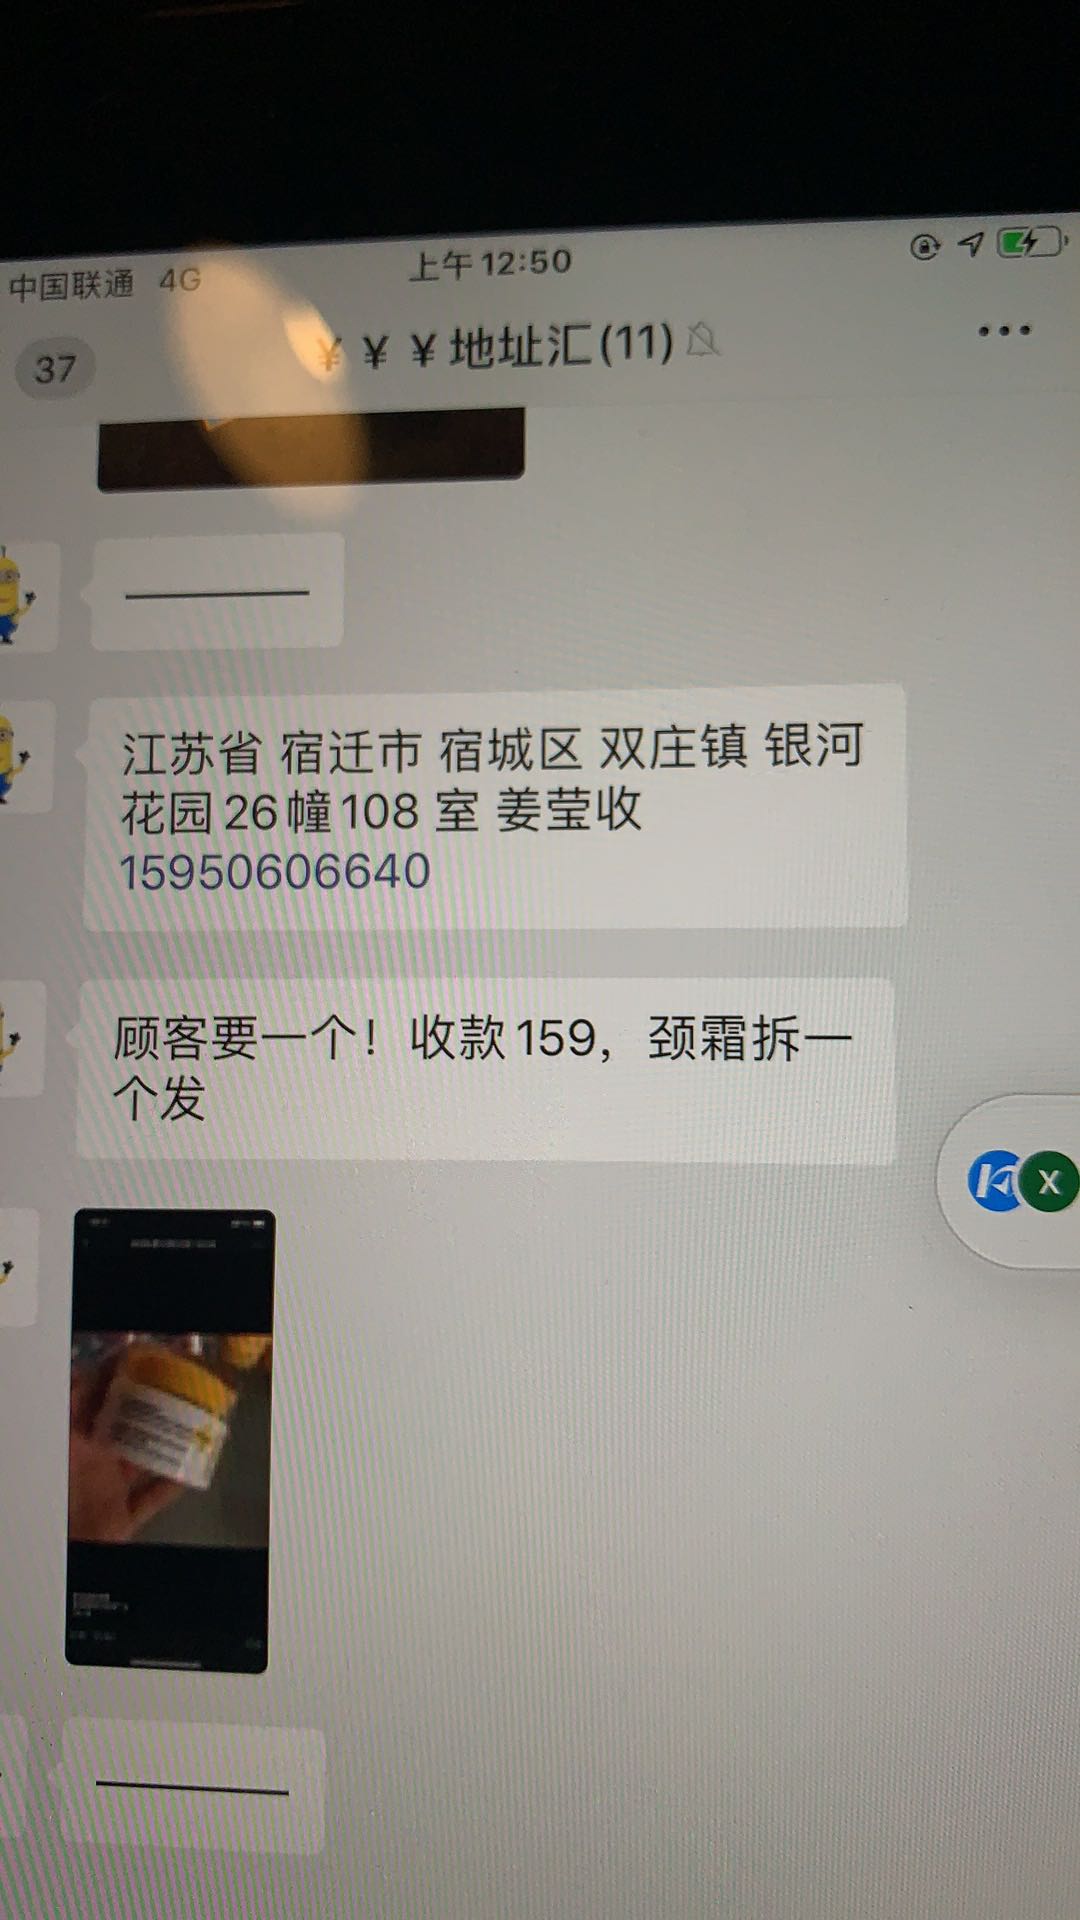 中国联通 4G
上午12:50
37
¥ ¥ ¥地址汇(11)
江苏省 宿迁市 宿城区 双庄镇 银河
花园26幢108 室 姜莹收
15950606640
顾客要一个！收款159，颈霜拆一
个发
X